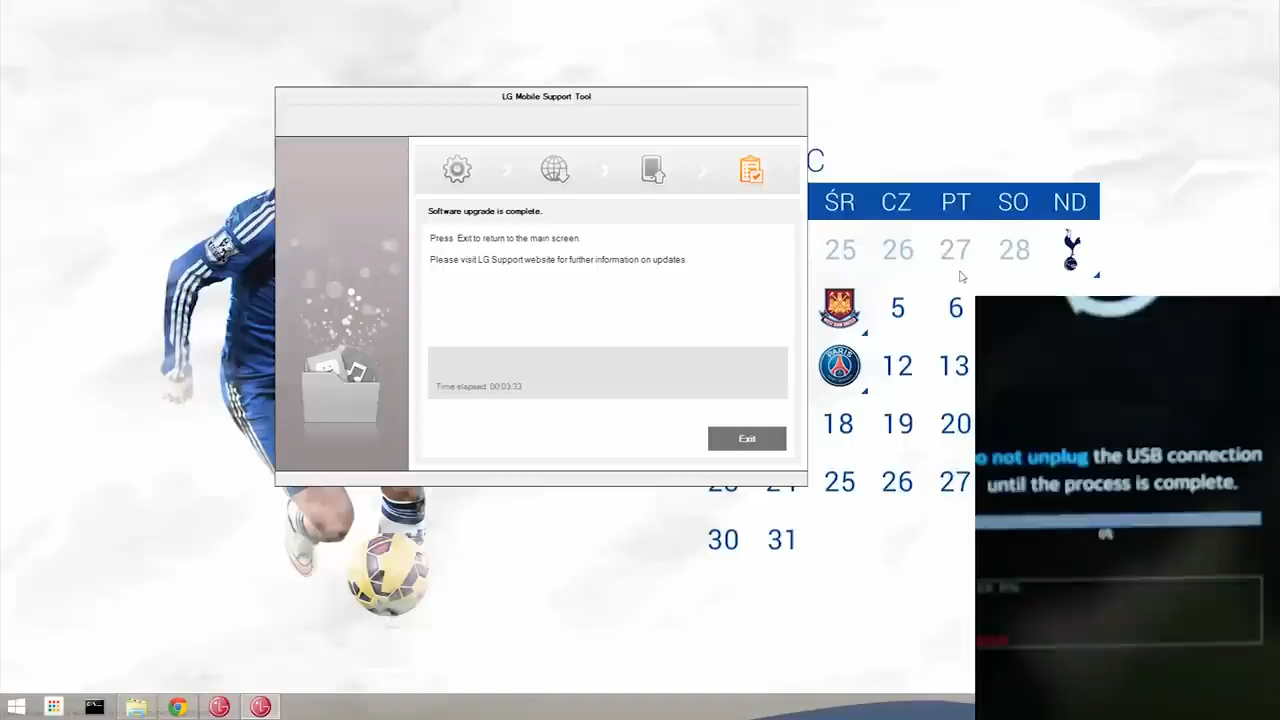 LG Mobile Support Tool
Software upgrade is complete.
Press Exit to return to the main screen.
Please visit LG Support website for further information on updates.
Time elapsed: 00:03:33
Exit
C
ŚR CZ PT SO ND
25 26 27 28
5 6
PARIS
12 13
18 19 20
25 26 27
30 31
o not unplug the USB connection
until the process is complete.